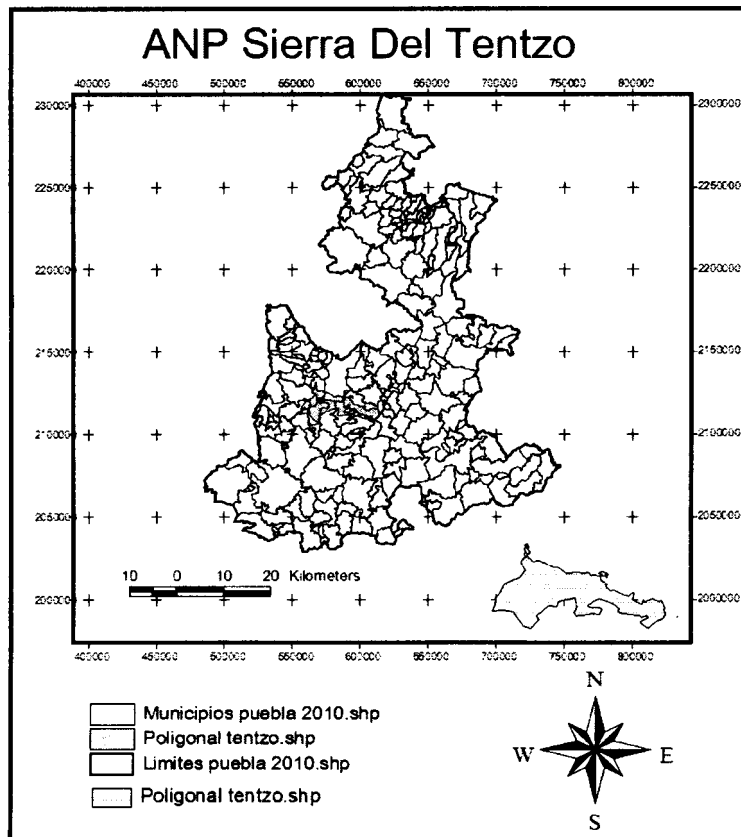 ANP Sierra Del Tentzo
400000 450000 500000 550000 600000 650000 700000 750000 800000
2300000 2300000
2250000 2250000
2200000 2200000
2150000 2150000
2100000 2100000
2050000 2050000
10 0 10 20 Kilometers
2000000 2000000
400000 450000 500000 550000 600000 650000 700000 750000 800000
Municipios puebla 2010.shp
Poligonal tentzo.shp
Limites puebla 2010.shp
Poligonal tentzo.shp
N
W E
S